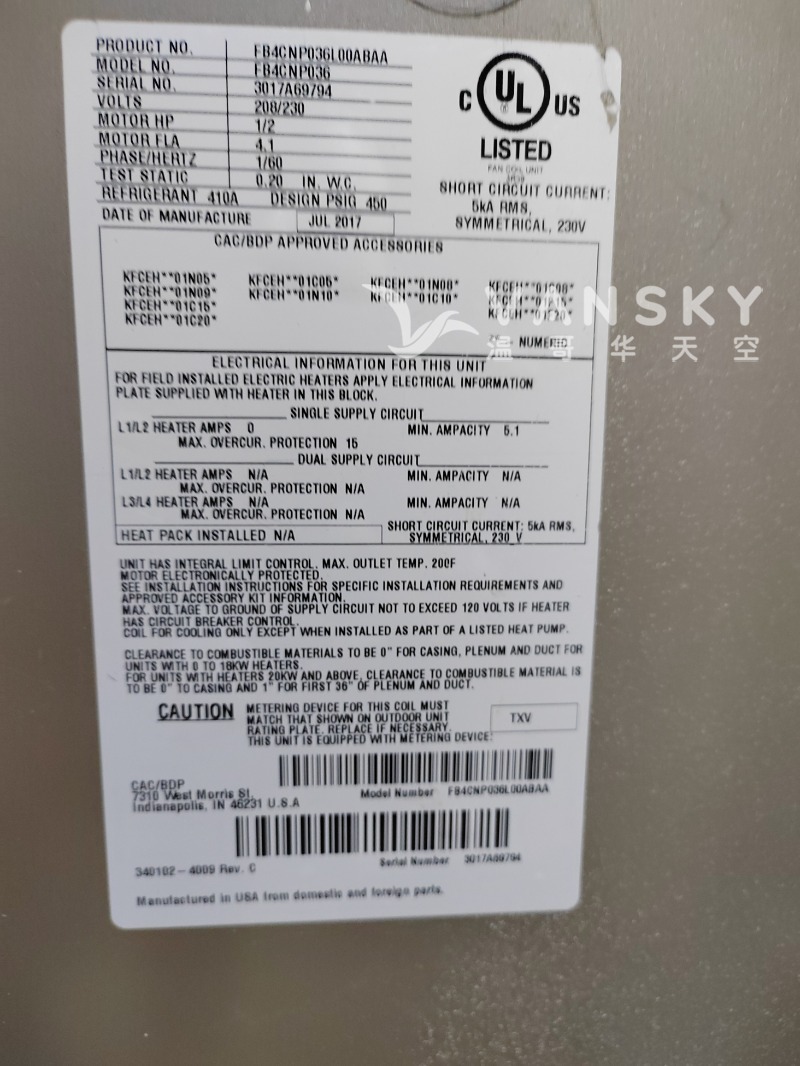 PRODUCT NO. FB4CNP036L00ABAA
MODEL NO. FB4CNP036
SERIAL NO. 3017A69794
VOLTS 208/230
MOTOR HP 1/2
MOTOR FLA 4.1
PHASE/HERTZ 1/60
TEST STATIC 0.20 IN. W.C.
REFRIGERANT 410A DESIGN PSIG 450
DATE OF MANUFACTURE JUL 2017
C UL US
®
LISTED
FAN COIL UNIT
SHORT CIRCUIT CURRENT:
5kA RMS,
SYMMETRICAL, 230V
CAC/BDP APPROVED ACCESSORIES
KFCEH**01N05* KFCEH**01C05* KFCEH**01N08* KFCEH**01C08*
KFCEH**01N09* KFCEH**01N10* KFCEH**01C10*
KFCEH**01C15*
KFCEH**01C20*
NUMERIC
VANSKY
温哥华天空
ELECTRICAL INFORMATION FOR THIS UNIT
FOR FIELD INSTALLED ELECTRIC HEATERS APPLY ELECTRICAL INFORMATION
PLATE SUPPLIED WITH HEATER IN THIS BLOCK.
SINGLE SUPPLY CIRCUIT
L1/L2 HEATER AMPS 0 MIN. AMPACITY 5.1
MAX. OVERCUR. PROTECTION 15
DUAL SUPPLY CIRCUIT
L1/L2 HEATER AMPS N/A MIN. AMPACITY N/A
MAX. OVERCUR. PROTECTION N/A
L3/L4 HEATER AMPS N/A MIN. AMPACITY N/A
MAX. OVERCUR. PROTECTION N/A
HEAT PACK INSTALLED N/A
SHORT CIRCUIT CURRENT: 5kA RMS,
SYMMETRICAL, 230 V
UNIT HAS INTEGRAL LIMIT CONTROL. MAX. OUTLET TEMP. 200F
MOTOR ELECTRONICALLY PROTECTED.
SEE INSTALLATION INSTRUCTIONS FOR SPECIFIC INSTALLATION REQUIREMENTS AND
APPROVED ACCESSORY KIT INFORMATION.
MAX. VOLTAGE TO GROUND OF SUPPLY CIRCUIT NOT TO EXCEED 120 VOLTS IF HEATER
HAS CIRCUIT BREAKER CONTROL.
COIL FOR COOLING ONLY EXCEPT WHEN INSTALLED AS PART OF A LISTED HEAT PUMP.
CLEARANCE TO COMBUSTIBLE MATERIALS TO BE 0" FOR CASING, PLENUM AND DUCT FOR
UNITS WITH 0 TO 18KW HEATERS.
FOR UNITS WITH HEATERS 20KW AND ABOVE, CLEARANCE TO COMBUSTIBLE MATERIAL IS
TO BE 0" TO CASING AND 1" FOR FIRST 36" OF PLENUM AND DUCT.
CAUTION
METERING DEVICE FOR THIS COIL MUST
MATCH THAT SHOWN ON OUTDOOR UNIT
RATING PLATE. REPLACE IF NECESSARY.
THIS UNIT IS EQUIPPED WITH METERING DEVICE:
TXV
CAC/BDP
7310 West Morris St.
Indianapolis, IN 46231 U.S.A
Model Number FB4CNP036L00ABAA
Serial Number 3017A69794
340102-4009 Rev. C
Manufactured in USA from domestic and foreign parts.